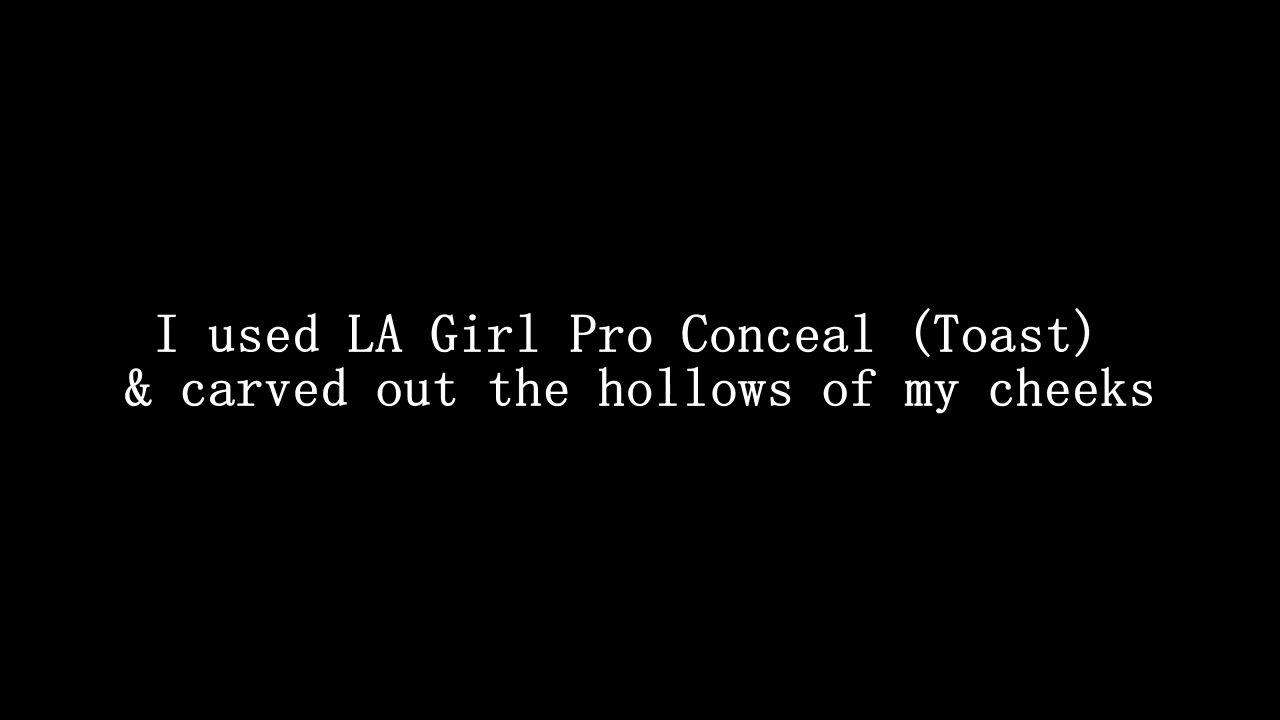 I used LA Girl Pro Conceal (Toast)
& carved out the hollows of my cheeks